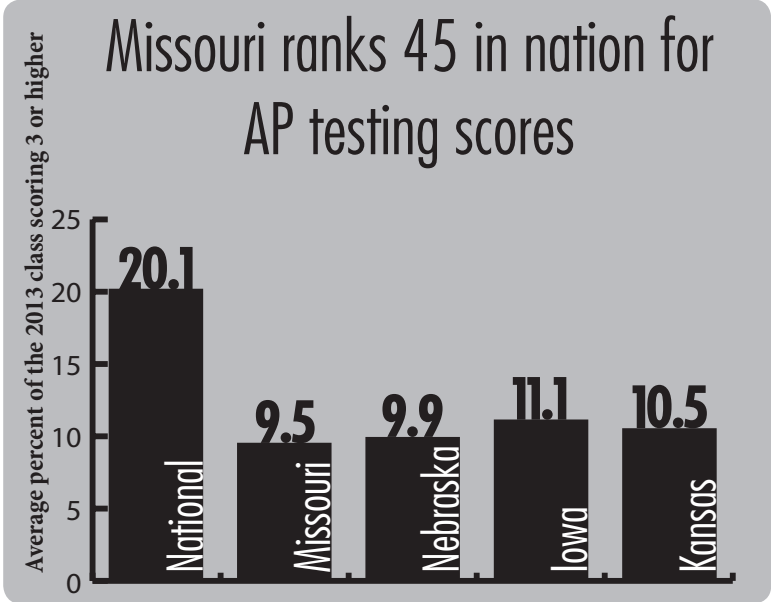 Missouri ranks 45 in nation for
AP testing scores
Average percent of the 2013 class scoring 3 or higher
25
20
15
10
5
0
20.1
9.5
9.9
11.1
10.5
National
Missouri
Nebraska
Iowa
Kansas